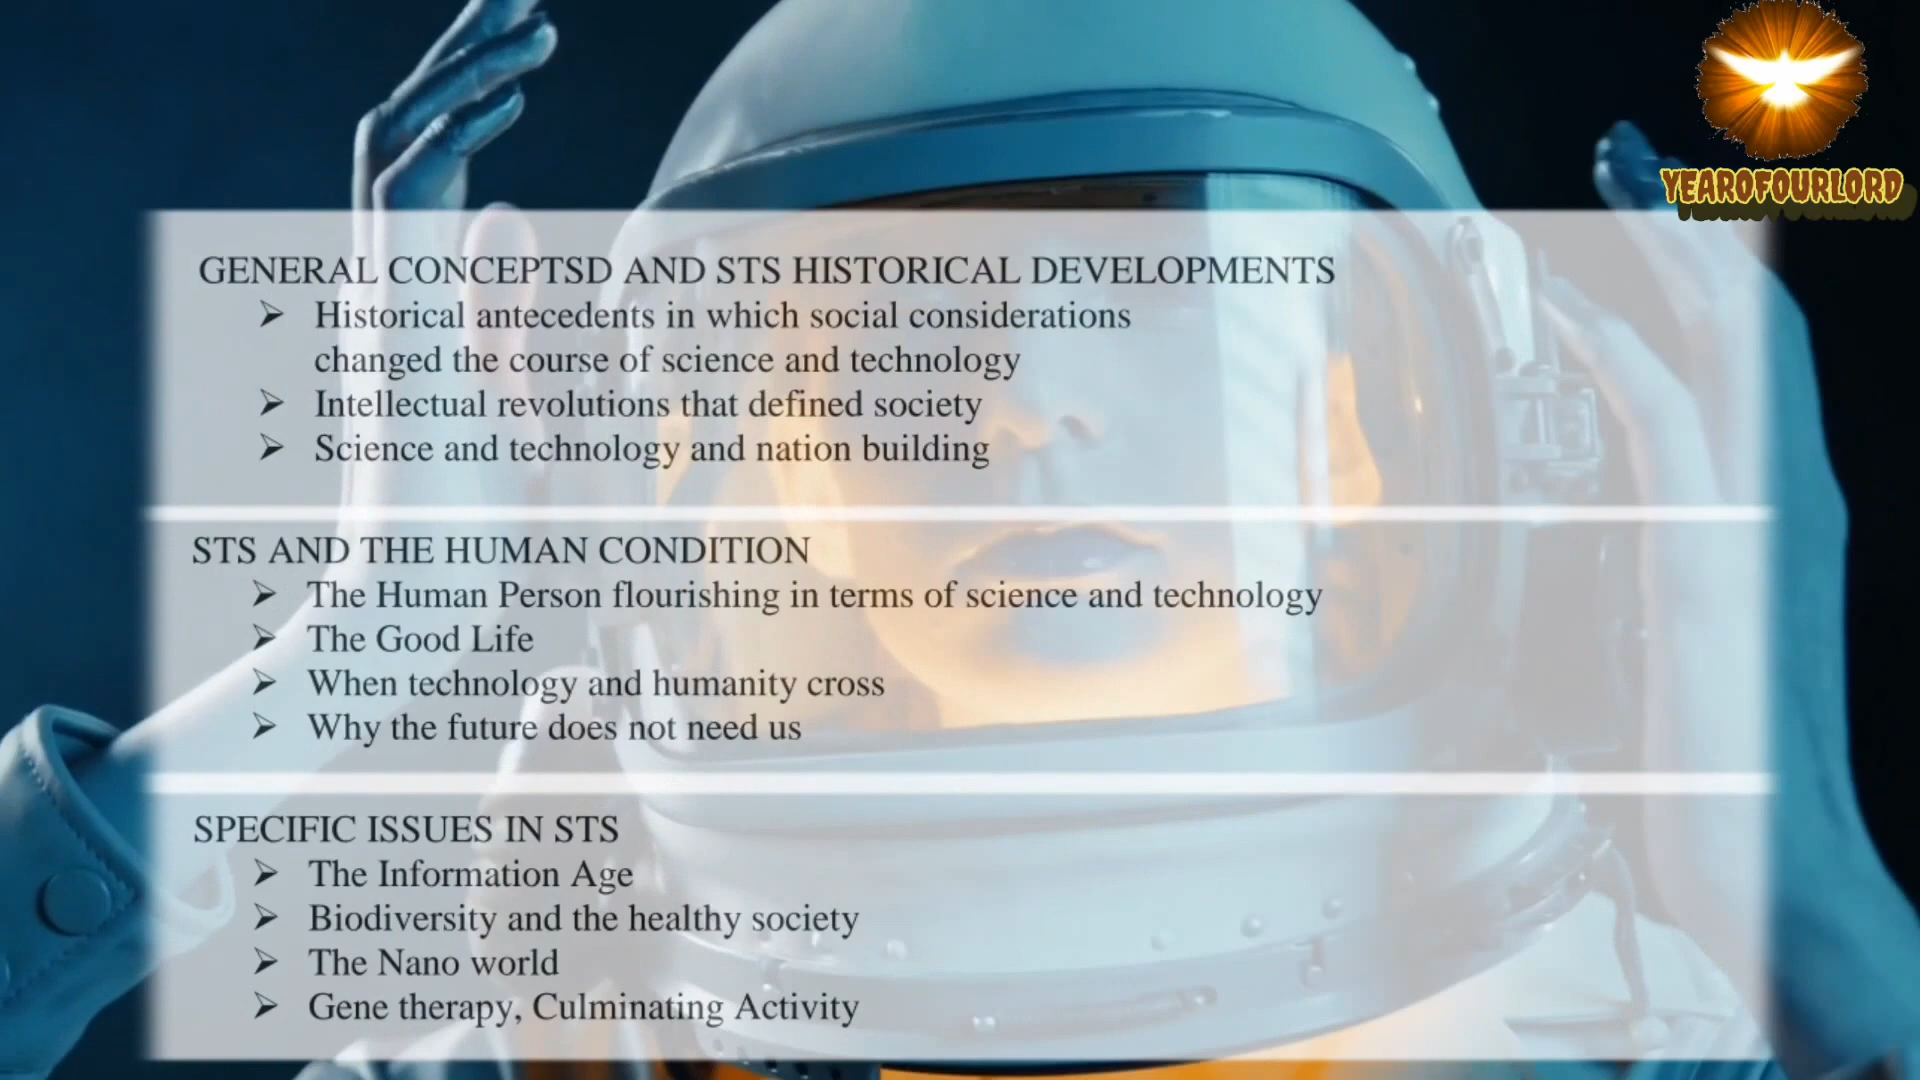 YEAROFOURLORD
GENERAL CONCEPTSD AND STS HISTORICAL DEVELOPMENTS
➢ Historical antecedents in which social considerations
changed the course of science and technology
➢ Intellectual revolutions that defined society
➢ Science and technology and nation building
STS AND THE HUMAN CONDITION
➢ The Human Person flourishing in terms of science and technology
➢ The Good Life
➢ When technology and humanity cross
➢ Why the future does not need us
SPECIFIC ISSUES IN STS
➢ The Information Age
➢ Biodiversity and the healthy society
➢ The Nano world
➢ Gene therapy, Culminating Activity